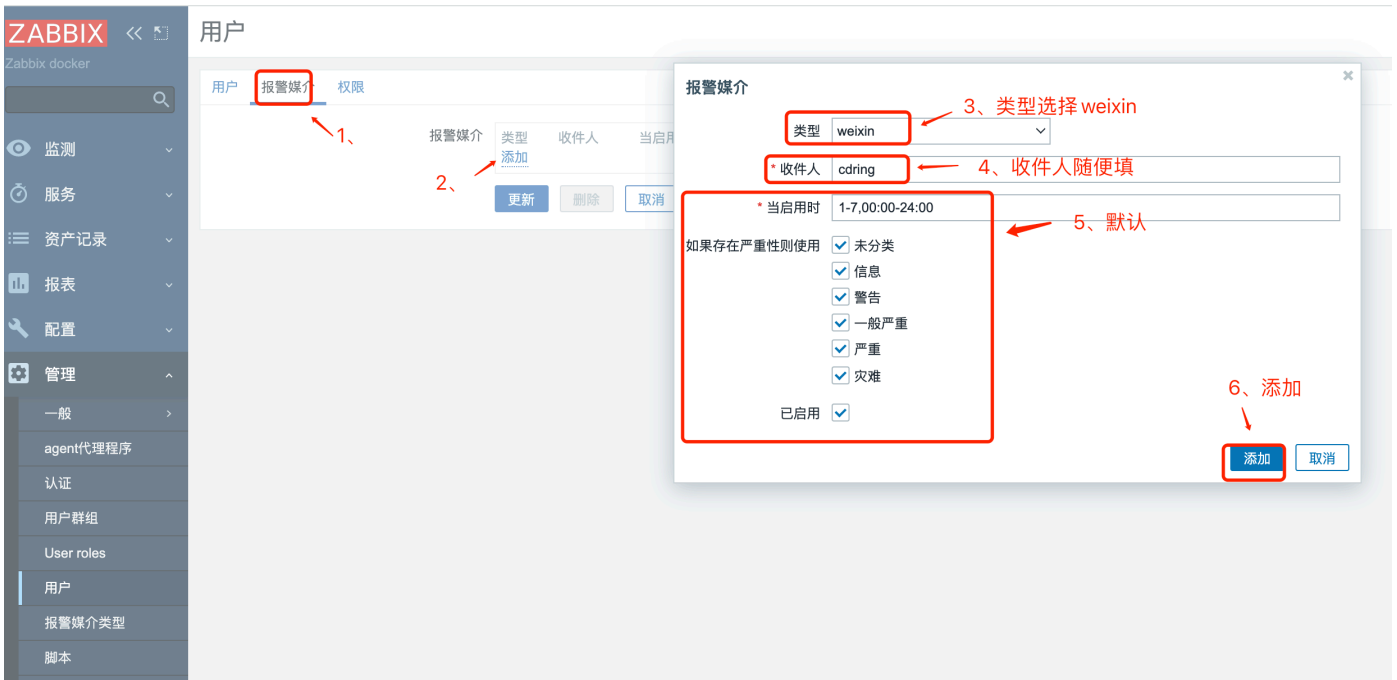 ZABBIX
Zabbix docker
监测
服务
资产记录
报表
配置
管理
一般
agent代理程序
认证
用户群组
User roles
用户
报警媒介类型
脚本
用户
用户 报警媒介 权限
1、
报警媒介 类型 收件人 当启用
添加
2、
更新 删除 取消
报警媒介
3、类型选择weixin
类型 weixin
4、收件人随便填
* 收件人 cdring
* 当启用时 1-7,00:00-24:00
5、默认
如果存在严重性则使用 未分类
信息
警告
一般严重
严重
灾难
已启用
6、添加
添加 取消